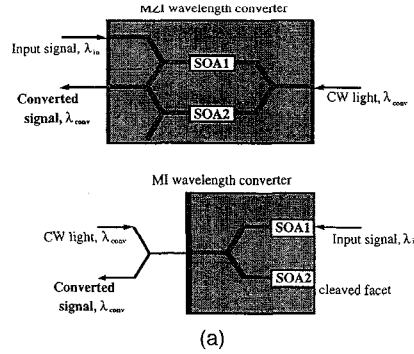 MZI wavelength converter
Input signal, λin
SOA1
Converted
signal, λconv
SOA2
CW light, λconv
MI wavelength converter
CW light, λconv
SOA1
Input signal, λi
Converted
signal, λconv
SOA2
cleaved facet
(a)